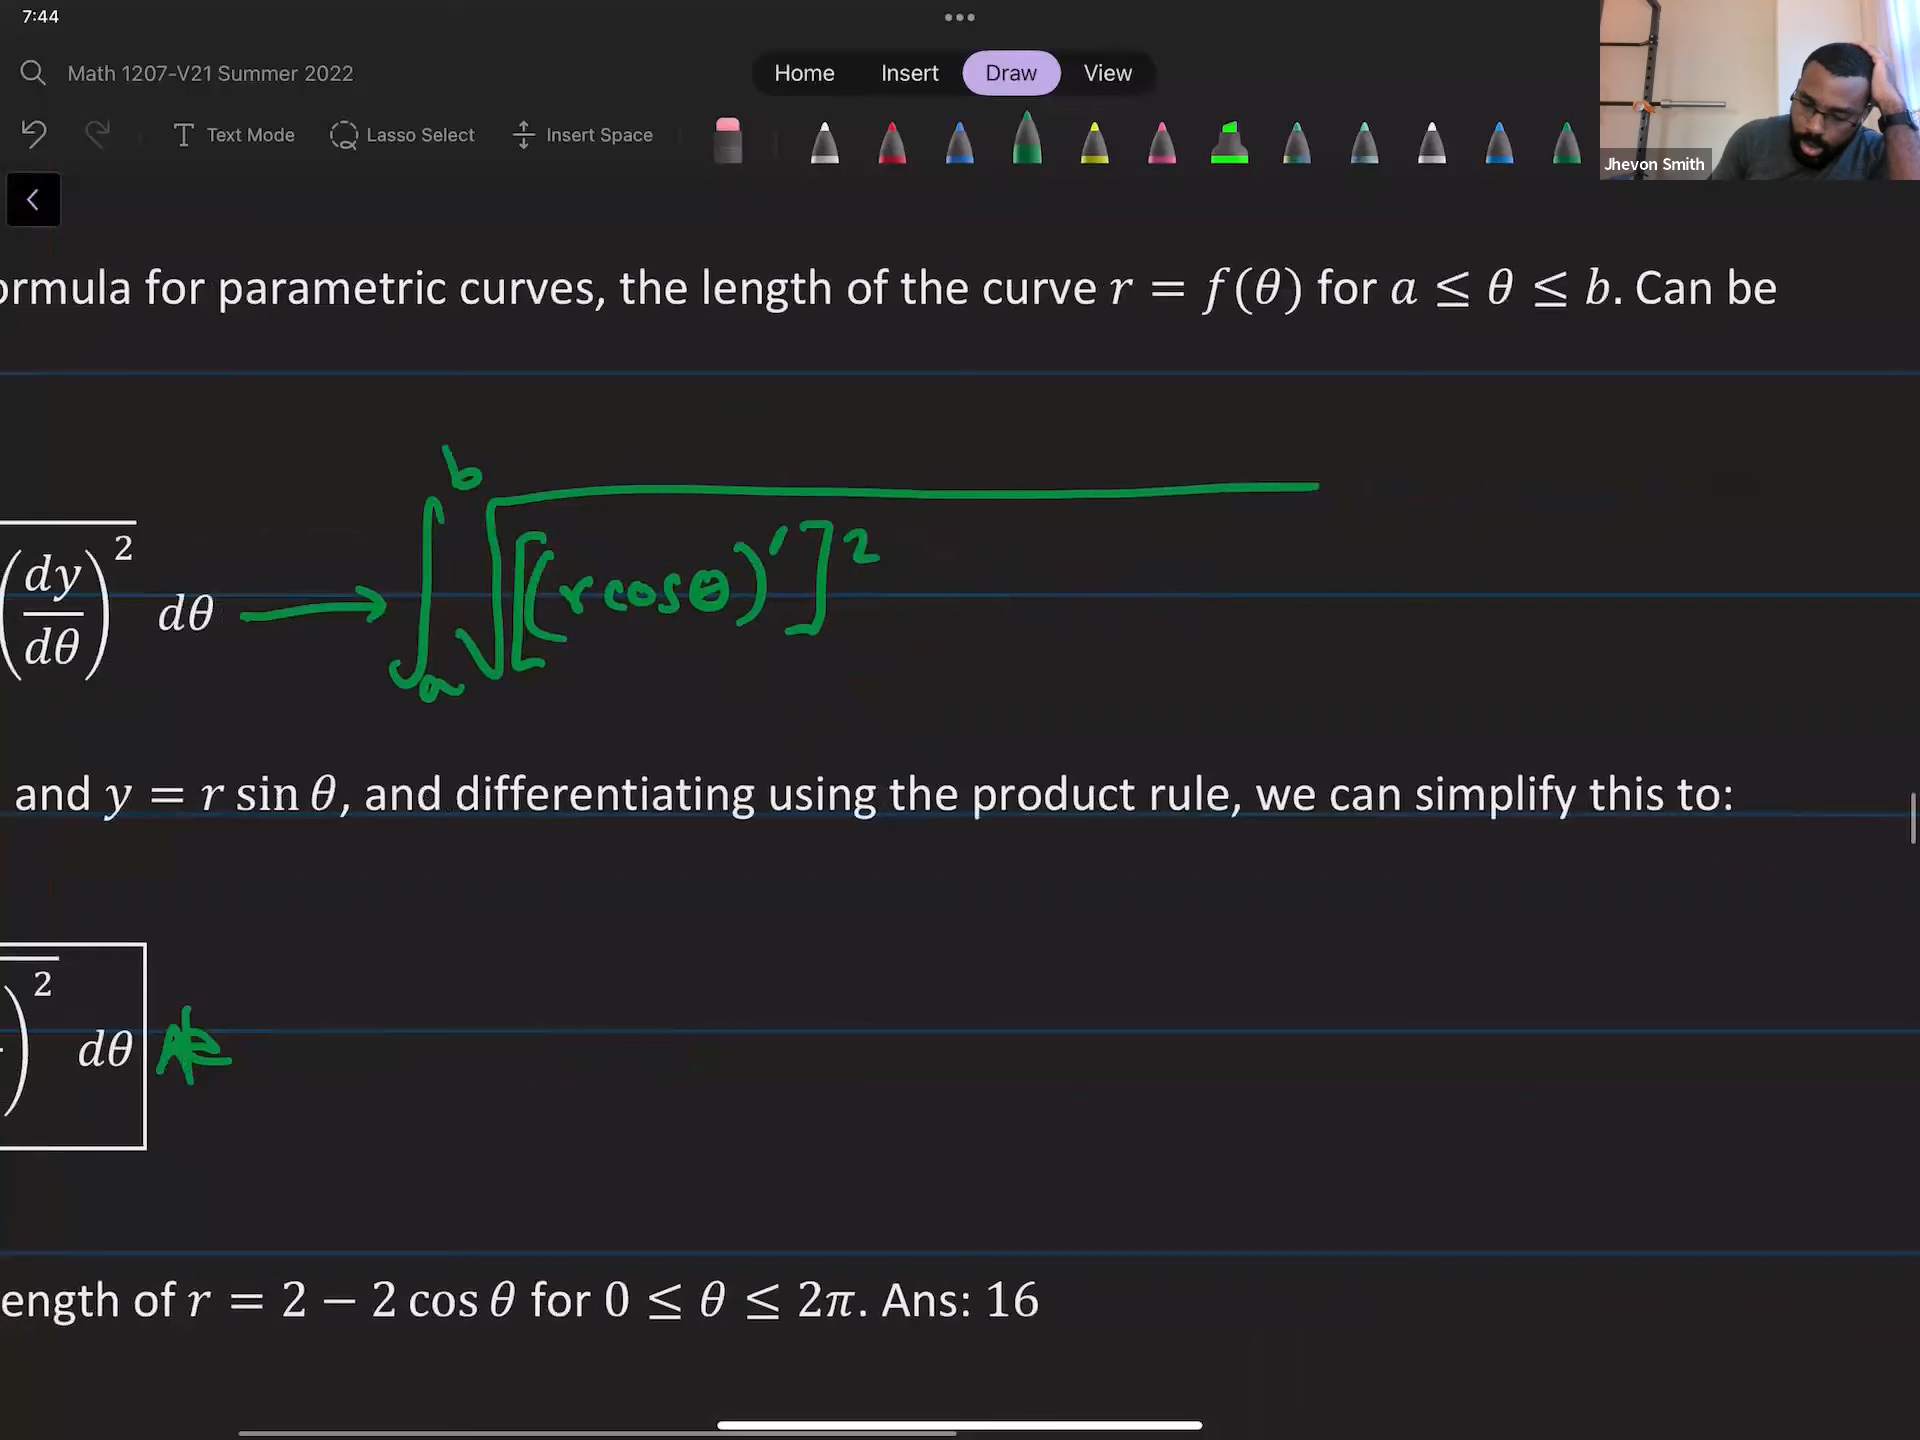 7:44
Math 1207-V21 Summer 2022
Home Insert Draw View
Text Mode Lasso Select Insert Space
Jhevon Smith
ormula for parametric curves, the length of the curve r = f(θ) for a ≤ θ ≤ b. Can be
(dy/dθ)² dθ → ∫_a^b √[(r cos θ)′]²
and y = r sin θ, and differentiating using the product rule, we can simplify this to:
)² dθ
ength of r = 2 − 2 cos θ for 0 ≤ θ ≤ 2π. Ans: 16